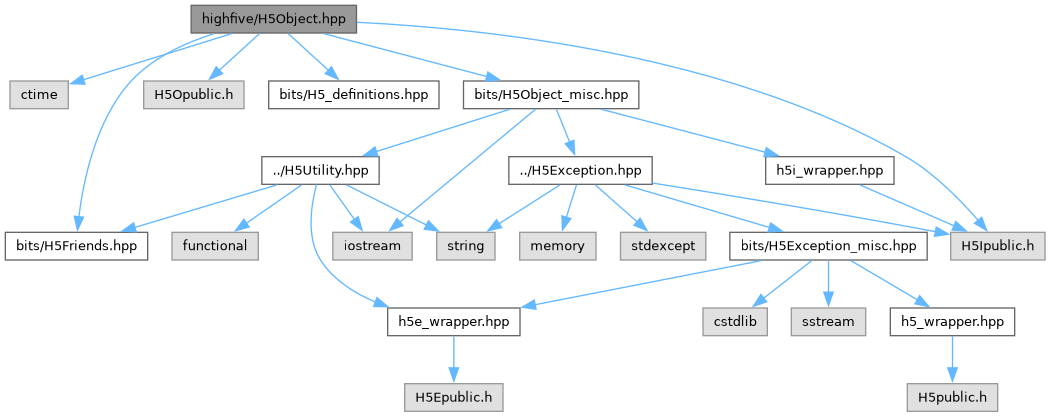 highfive/H5Object.hpp
ctime
H5Opublic.h
bits/H5_definitions.hpp
bits/H5Object_misc.hpp
../H5Utility.hpp
../H5Exception.hpp
h5i_wrapper.hpp
bits/H5Friends.hpp
functional
iostream
string
memory
stdexcept
bits/H5Exception_misc.hpp
H5Ipublic.h
h5e_wrapper.hpp
cstdlib
sstream
h5_wrapper.hpp
H5Epublic.h
H5public.h